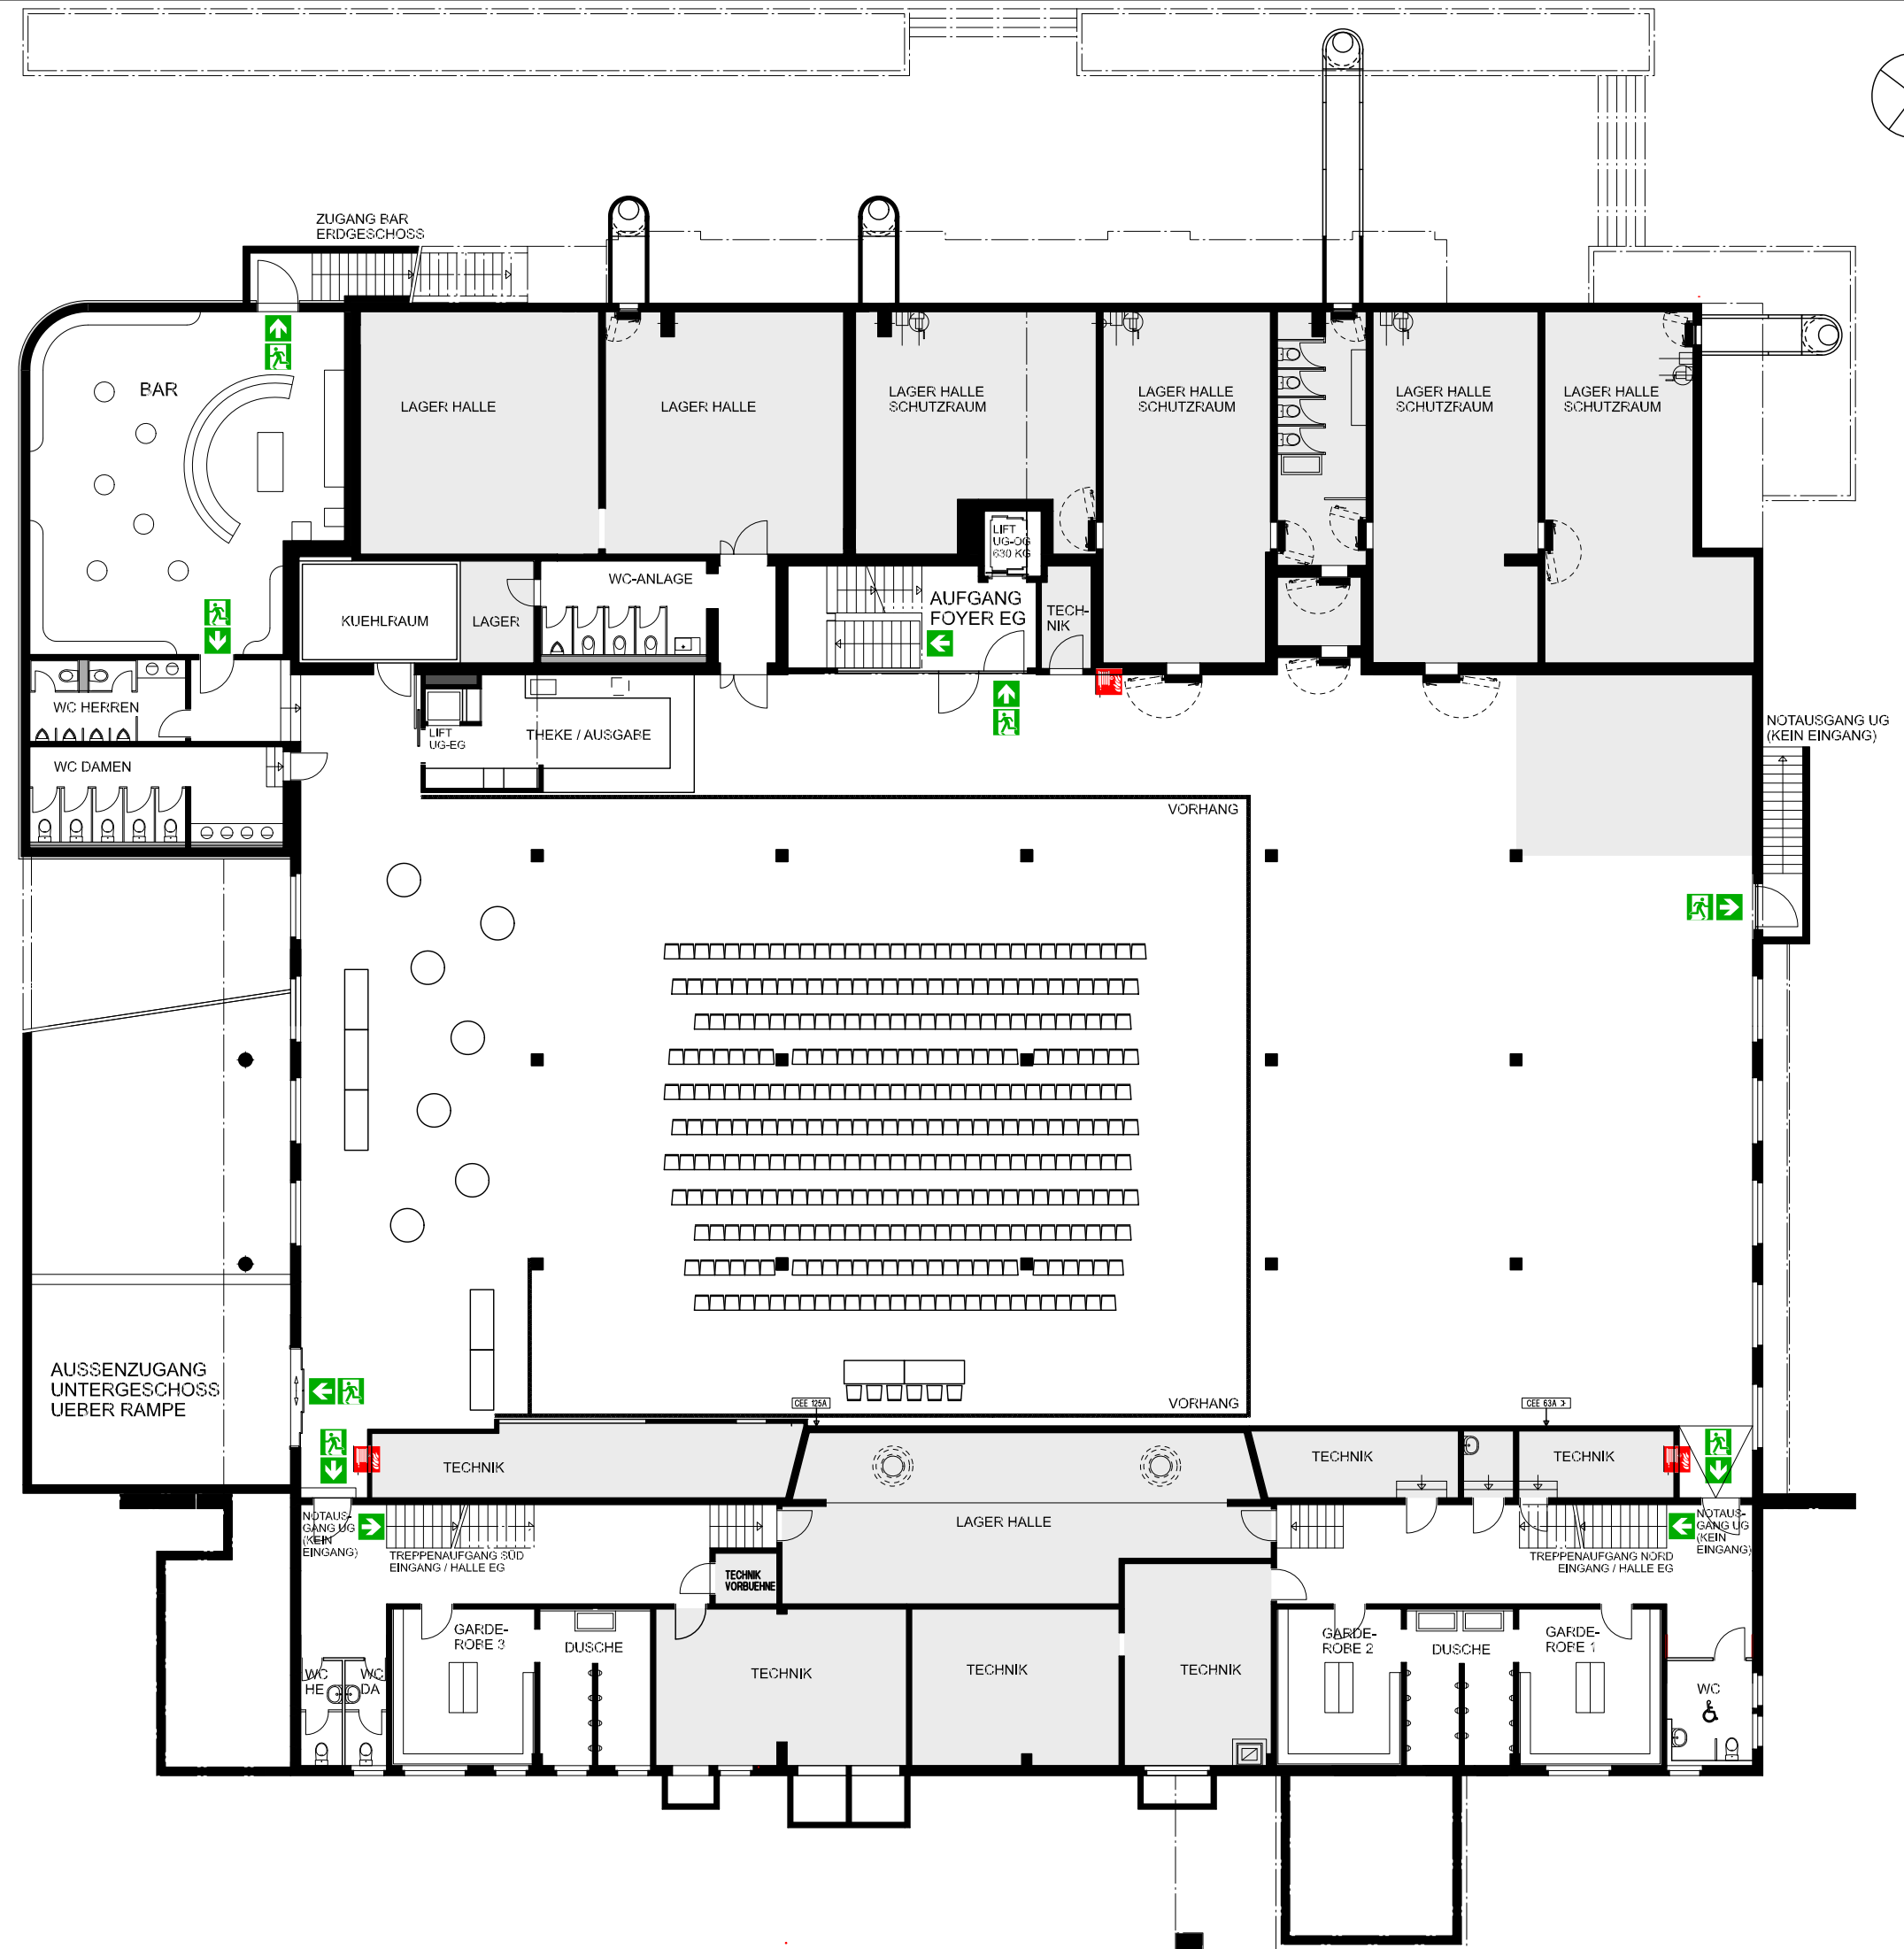 ZUGANG BAR
ERDGESCHOSS
BAR
LAGER HALLE
LAGER HALLE
LAGER HALLE
SCHUTZRAUM
LAGER HALLE
SCHUTZRAUM
LAGER HALLE
SCHUTZRAUM
LAGER HALLE
SCHUTZRAUM
LIFT
UG-OG
630 KG
WC-ANLAGE
KUEHLRAUM
LAGER
AUFGANG
FOYER EG
TECH-
NIK
WC HERREN
LIFT
UG-EG
THEKE / AUSGABE
NOTAUSGANG UG
(KEIN EINGANG)
WC DAMEN
VORHANG
AUSSENZUGANG
UNTERGESCHOSS
UEBER RAMPE
VORHANG
CEE 125A
CEE 63A
TECHNIK
TECHNIK
TECHNIK
NOTAUS-
GANG UG
(KEIN
EINGANG)
TREPPENAUFGANG SÜD
EINGANG / HALLE EG
LAGER HALLE
TREPPENAUFGANG NORD
EINGANG / HALLE EG
NOTAUS-
GANG UG
(KEIN
EINGANG)
TECHNIK
VORBUEHNE
GARDE-
ROBE 3
DUSCHE
GARDE-
ROBE 2
DUSCHE
GARDE-
ROBE 1
WC
HE
WC
DA
TECHNIK
TECHNIK
TECHNIK
WC